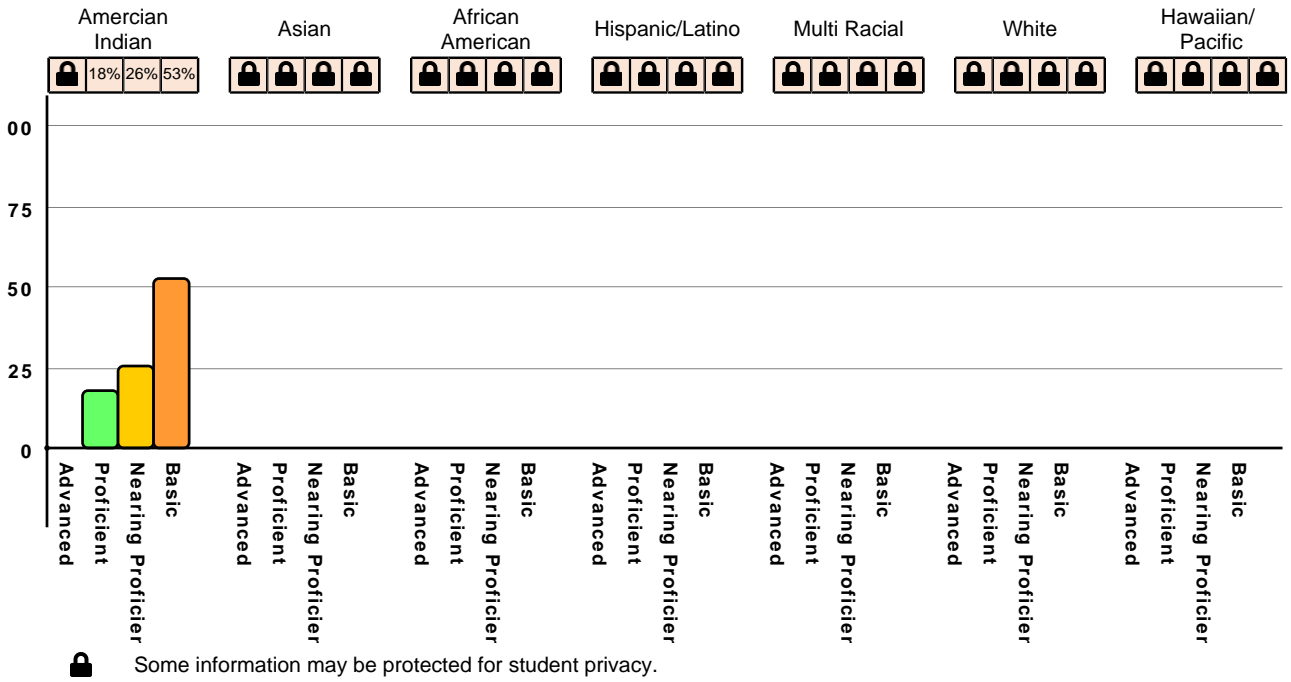 Amercian
Indian
Asian
African
American
Hispanic/Latino
Multi Racial
White
Hawaiian/
Pacific
18% 26% 53%
00
75
50
25
0
Advanced
Proficient
Nearing Proficier
Basic
Advanced
Proficient
Nearing Proficier
Basic
Advanced
Proficient
Nearing Proficier
Basic
Advanced
Proficient
Nearing Proficier
Basic
Advanced
Proficient
Nearing Proficier
Basic
Advanced
Proficient
Nearing Proficier
Basic
Advanced
Proficient
Nearing Proficier
Basic
Some information may be protected for student privacy.